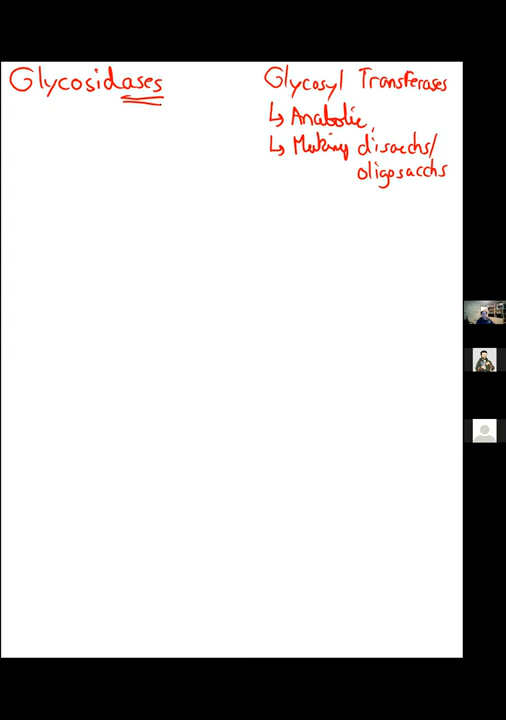 Glycosidases
Glycosyl Transferases
↳ Anabolic,
↳ Making disacchs/
oligosacchs